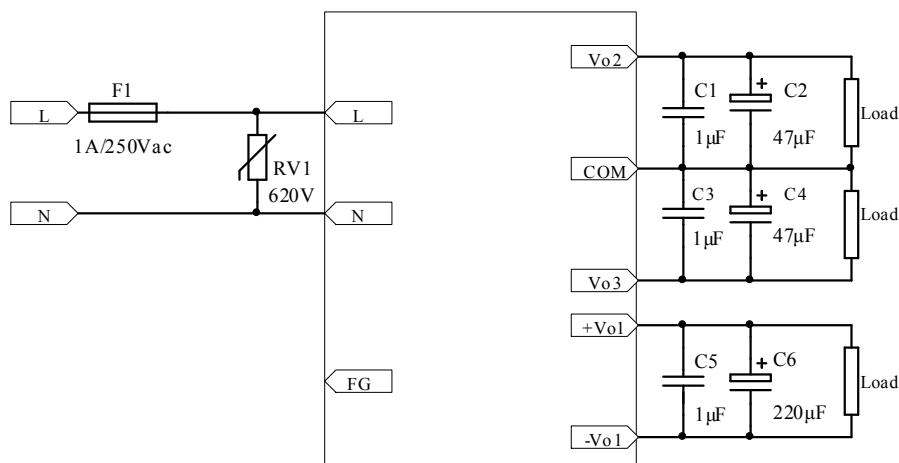 L
F1
1A/250Vac
L
RV1
620V
N
N
FG
Vo2
COM
Vo3
+Vo1
-Vo1
C1
1μF
+
C2
47μF
Load
C3
1μF
+
C4
47μF
Load
C5
1μF
+
C6
220μF
Load